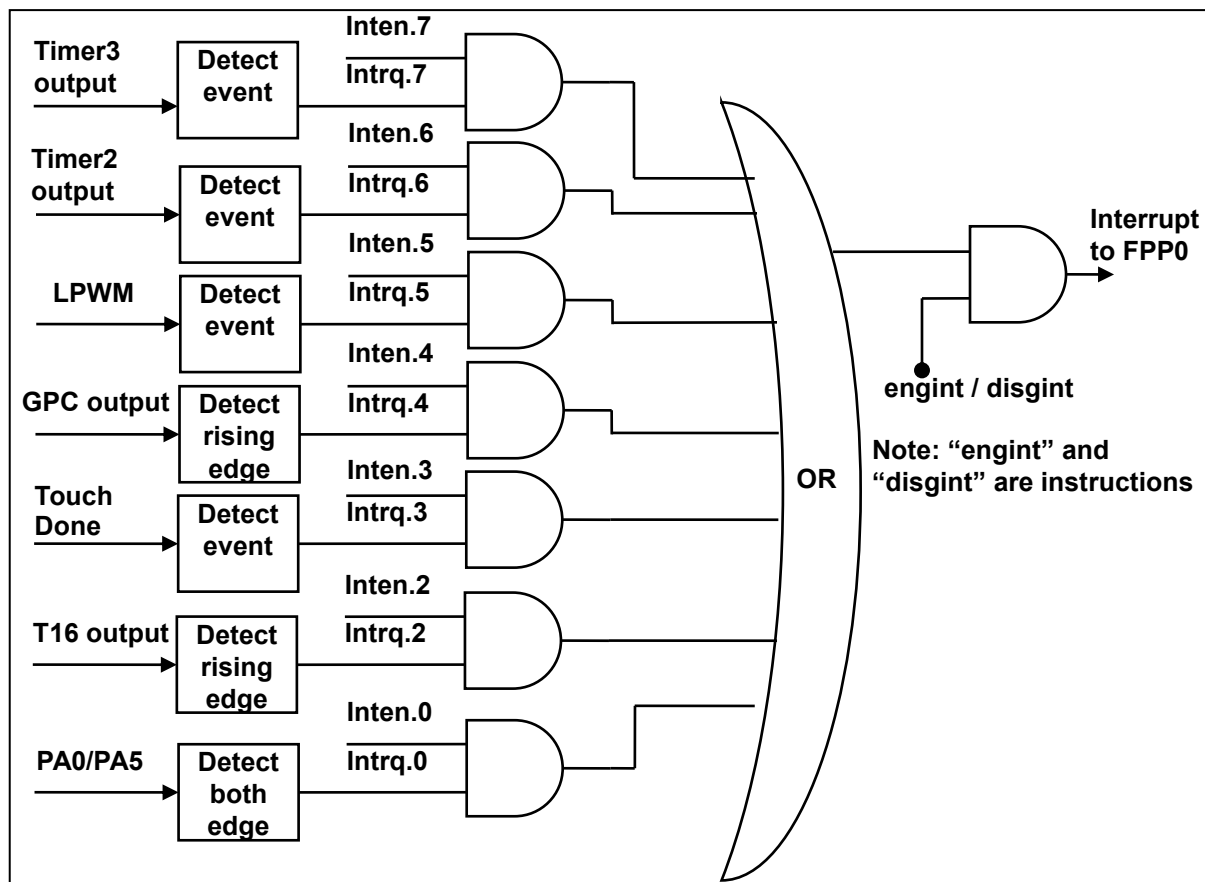 Timer3
output
Detect
event
Inten.7
Intrq.7
Timer2
output
Detect
event
Inten.6
Intrq.6
LPWM
Detect
event
Inten.5
Intrq.5
GPC output
Detect
rising
edge
Inten.4
Intrq.4
Touch
Done
Detect
event
Inten.3
Intrq.3
T16 output
Detect
rising
edge
Inten.2
Intrq.2
PA0/PA5
Detect
both
edge
Inten.0
Intrq.0
OR
Interrupt
to FPP0
engint / disgint
Note: “engint” and
“disgint” are instructions